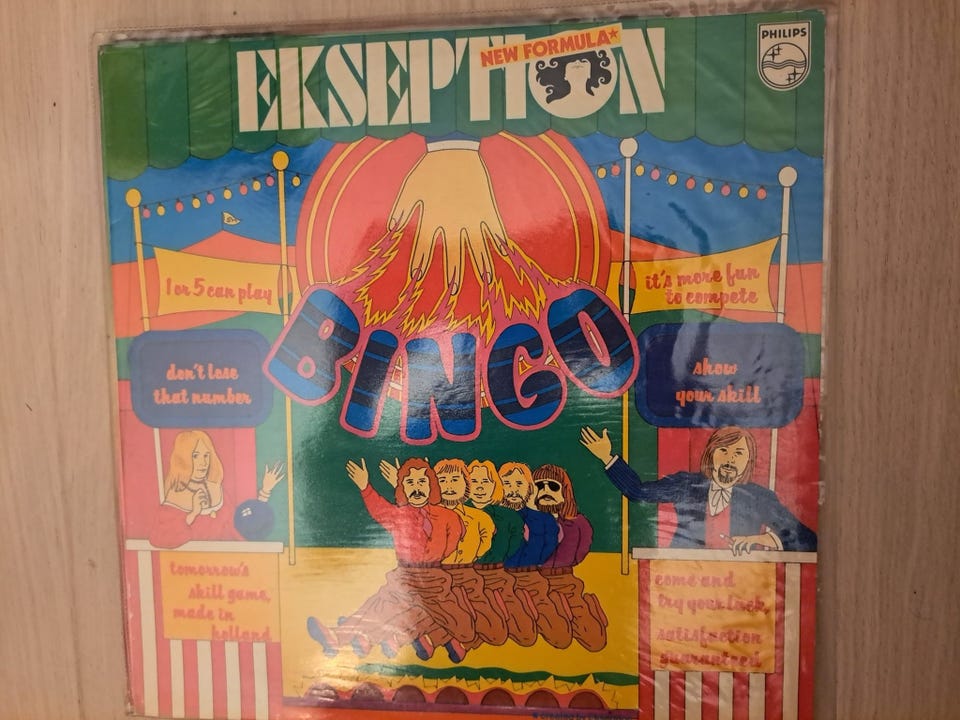 EKSEPTION
NEW FORMULA*
PHILIPS
1 or 5 can play
it's more fun
to compete
BINGO
don't lose
that number
show
your skill
tomorrow's
skill game,
made in
holland
come and
try your luck,
satisfaction
guaranteed